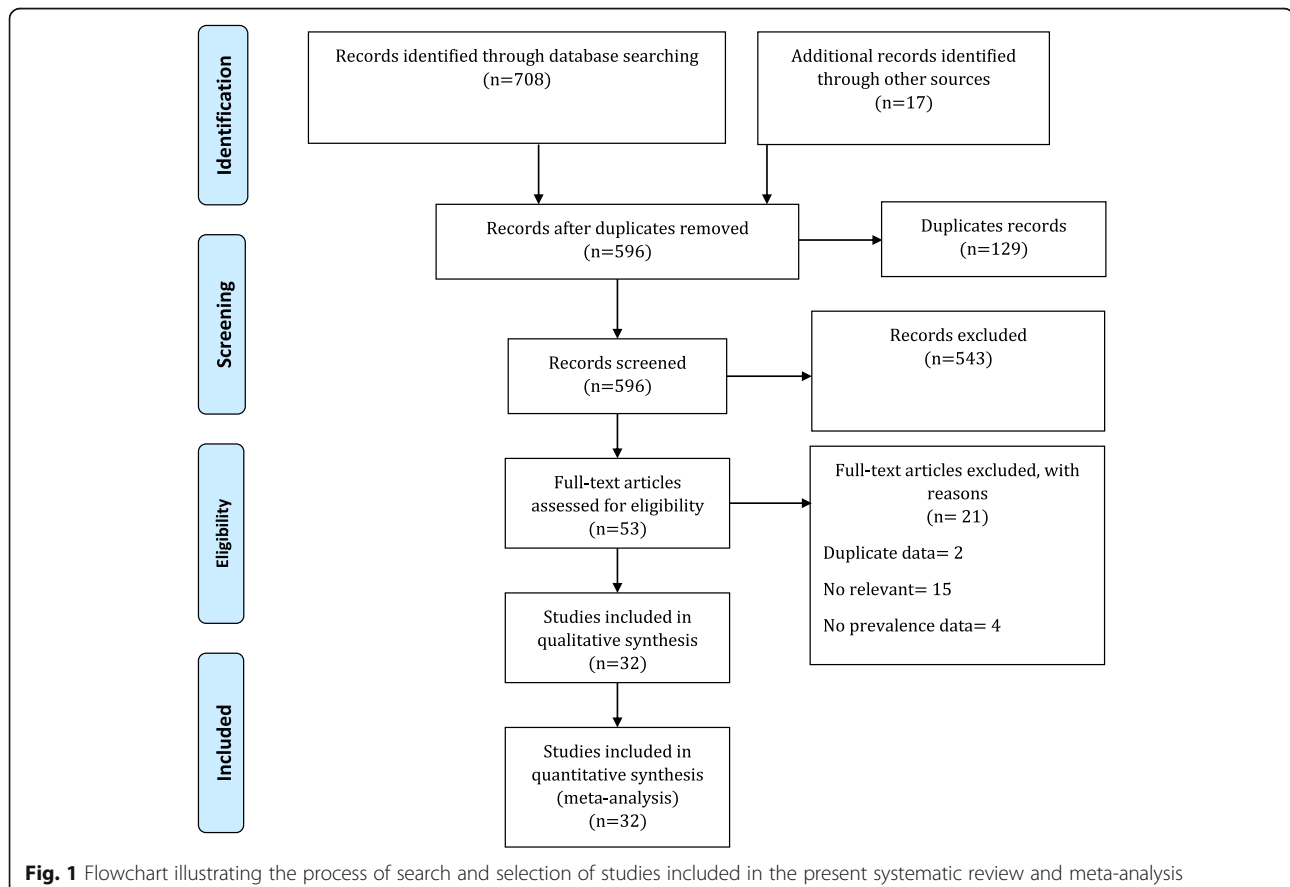 Identification
Records identified through database searching
(n=708)
Additional records identified
through other sources
(n=17)
Records after duplicates removed
(n=596)
Duplicates records
(n=129)
Screening
Records screened
(n=596)
Records excluded
(n=543)
Eligibility
Full-text articles
assessed for eligibility
(n=53)
Full-text articles excluded, with
reasons
(n= 21)
Duplicate data= 2
No relevant= 15
No prevalence data= 4
Studies included in
qualitative synthesis
(n=32)
Included
Studies included in
quantitative synthesis
(meta-analysis)
(n=32)
Fig. 1 Flowchart illustrating the process of search and selection of studies included in the present systematic review and meta-analysis